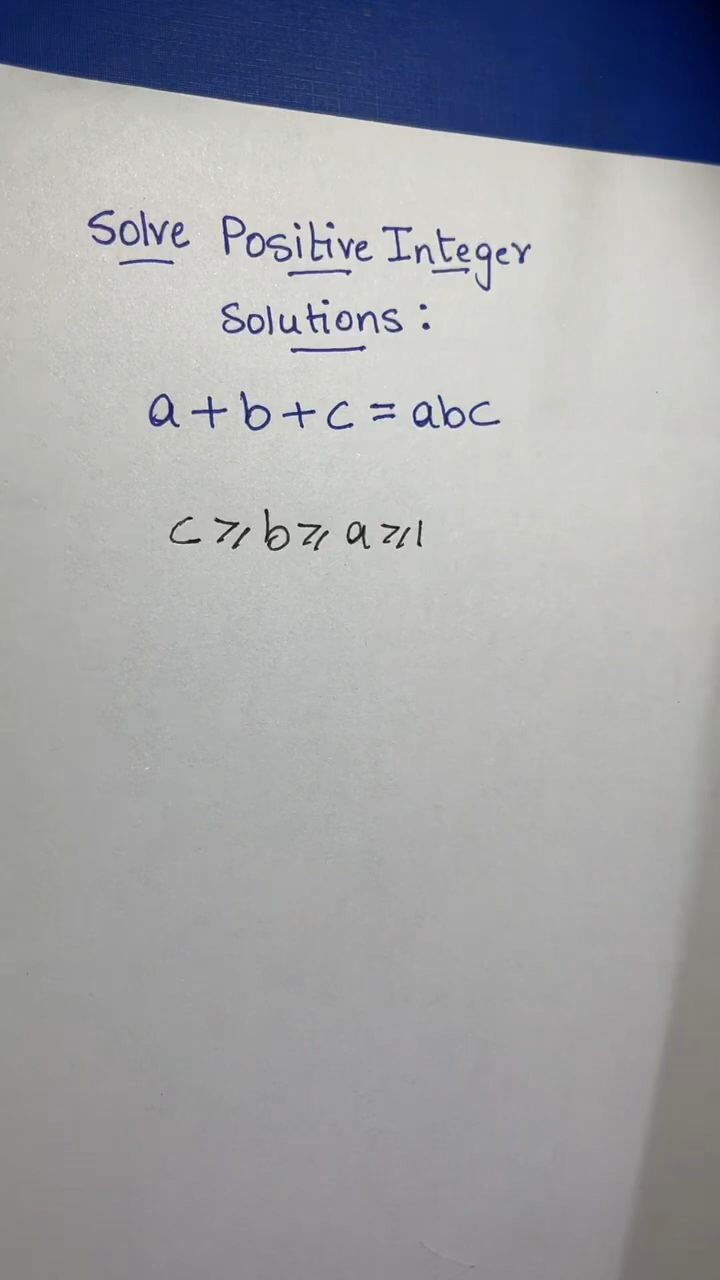 Solve Positive Integer
Solutions:
a + b + c = abc
c ⩾ b ⩾ a ⩾ 1